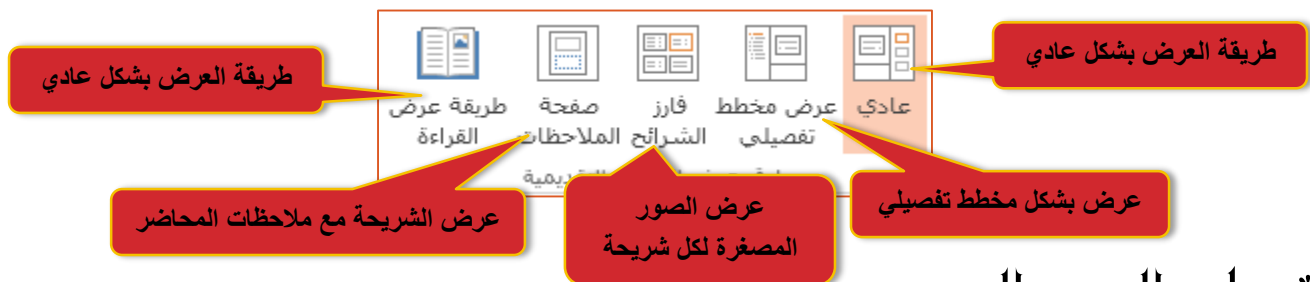 طريقة العرض بشكل عادي
عادي
عرض مخطط
تفصيلي
فارز
الشرائح
صفحة
الملاحظات
طريقة عرض
القراءة
طريقة العرض بشكل عادي
عرض بشكل مخطط تفصيلي
عرض الصور
المصغرة لكل شريحة
عرض الشريحة مع ملاحظات المحاضر